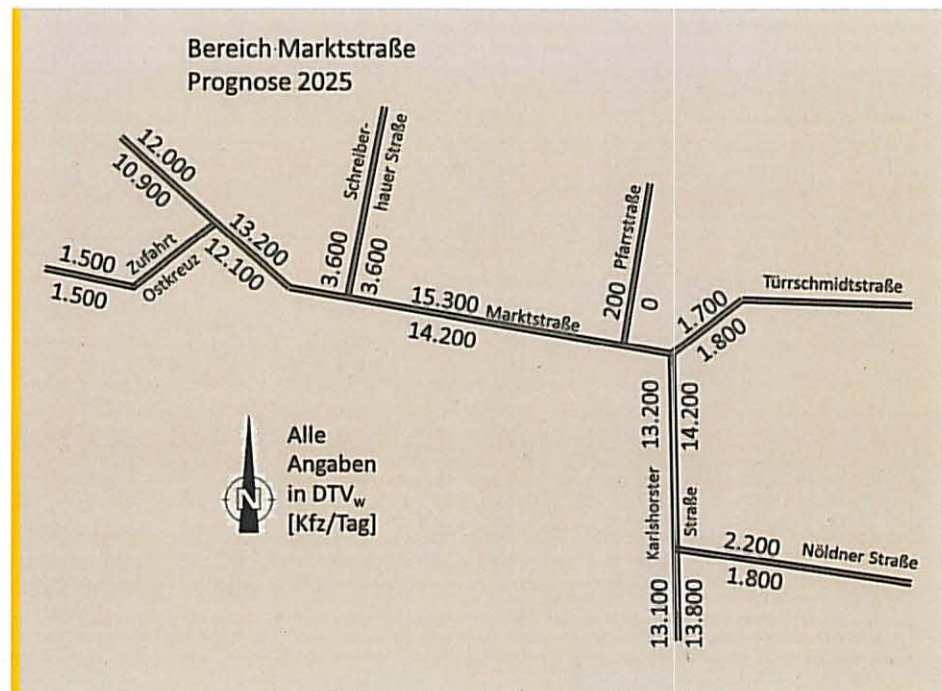 Bereich Marktstraße
Prognose 2025
12.000
10.900
Schreiber-
hauer Straße
13.200
12.100
1.500
1.500
Zufahrt
Ostkreuz
3.600
3.600
15.300
Marktstraße
14.200
200
Pfarrstraße
0
Türrschmidtstraße
1.700
1.800
13.200
14.200
Karlshorster
Straße
Alle
Angaben
in DTVw
[Kfz/Tag]
N
2.200
Nöldner Straße
1.800
13.100
13.800